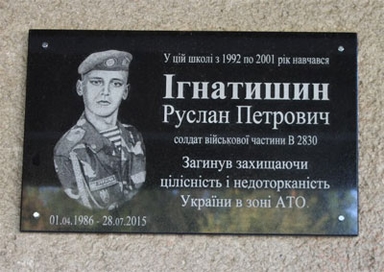 У цій школі з 1992 по 2001 рік навчався
Ігнатишин
Руслан Петрович
солдат військової частини В 2830
Загинув захищаючи
цілісність і недоторканість
України в зоні АТО
01.04.1986 - 28.07.2015